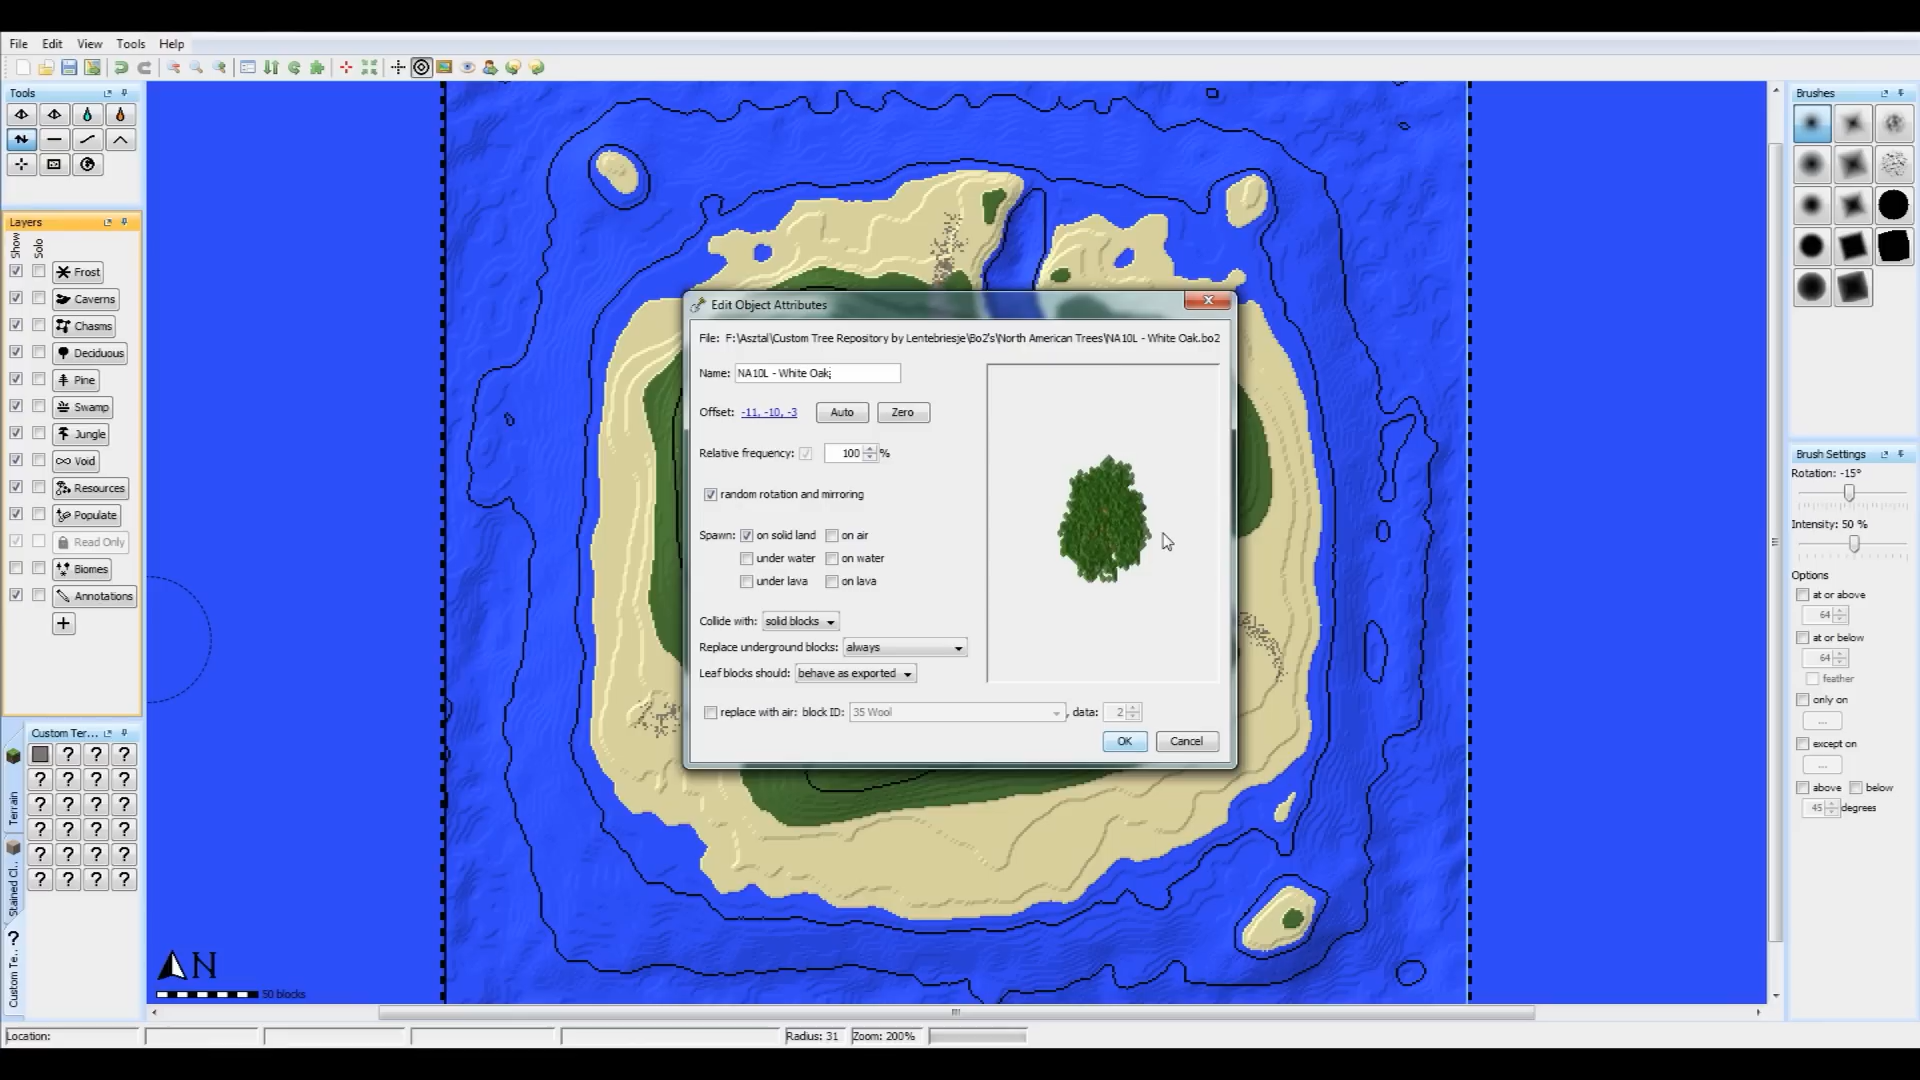 File Edit View Tools Help
Tools
Layers
Show
Solo
Frost
Caverns
Chasms
Deciduous
Pine
Swamp
Jungle
Void
Resources
Populate
Read Only
Biomes
Annotations
+
Custom Ter...
? ? ?
? ? ? ?
? ? ? ?
? ? ? ?
? ? ? ?
? ? ? ?
Terrain
Stained Cl...
? Custom Te...
N
50 blocks
Edit Object Attributes
File: F:\Asztal\Custom Tree Repository by Lentebriesje\Bo2's\North American Trees\NA10L - White Oak.bo2
Name: NA10L - White Oak
Offset: -11, -10, -3 Auto Zero
Relative frequency: 100 %
random rotation and mirroring
Spawn: on solid land on air
under water on water
under lava on lava
Collide with: solid blocks
Replace underground blocks: always
Leaf blocks should: behave as exported
replace with air: block ID: 35 Wool , data: 2
OK Cancel
Brushes
Brush Settings
Rotation: -15°
Intensity: 50 %
Options
at or above
64
at or below
64
feather
only on
...
except on
...
above below
45 degrees
Location:
Radius: 31
Zoom: 200%